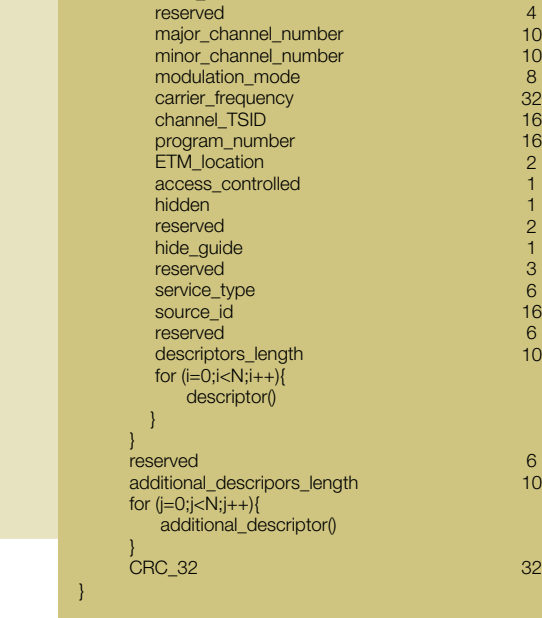 reserved 4
major_channel_number 10
minor_channel_number 10
modulation_mode 8
carrier_frequency 32
channel_TSID 16
program_number 16
ETM_location 2
access_controlled 1
hidden 1
reserved 2
hide_guide 1
reserved 3
service_type 6
source_id 16
reserved 6
descriptors_length 10
for (i=0;i<N;i++){
descriptor()
}
}
reserved 6
additional_descripors_length 10
for (j=0;j<N;j++){
additional_descriptor()
}
CRC_32 32
}